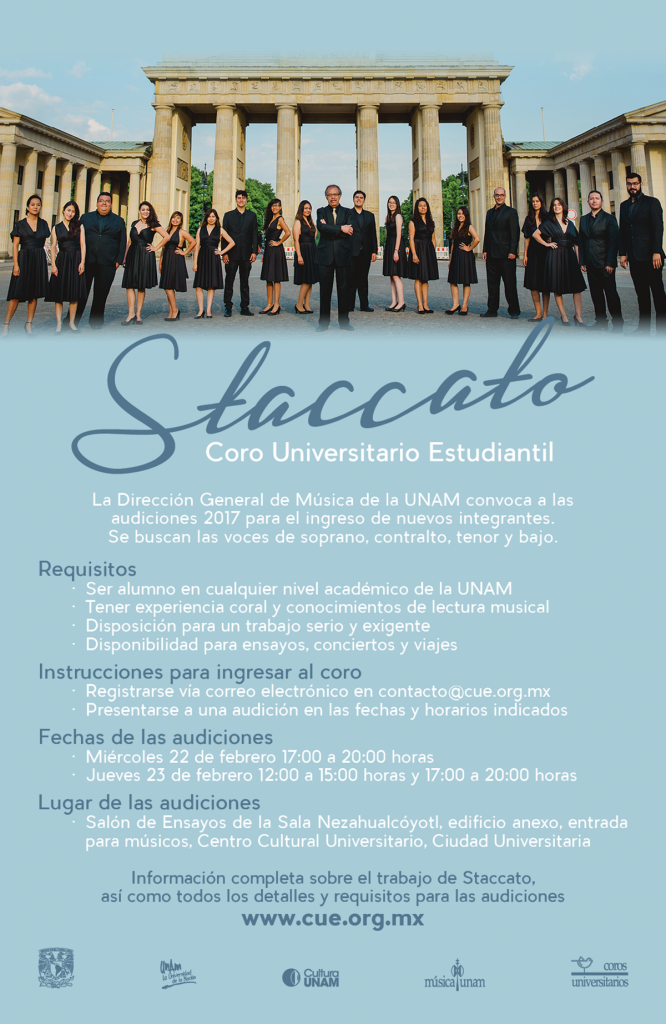 Staccato
Coro Universitario Estudiantil
La Dirección General de Música de la UNAM convoca a las
audiciones 2017 para el ingreso de nuevos integrantes.
Se buscan las voces de soprano, contralto, tenor y bajo.
Requisitos
· Ser alumno en cualquier nivel académico de la UNAM
· Tener experiencia coral y conocimientos de lectura musical
· Disposición para un trabajo serio y exigente
· Disponibilidad para ensayos, conciertos y viajes
Instrucciones para ingresar al coro
· Registrarse vía correo electrónico en contacto@cue.org.mx
· Presentarse a una audición en las fechas y horarios indicados
Fechas de las audiciones
· Miércoles 22 de febrero 17:00 a 20:00 horas
· Jueves 23 de febrero 12:00 a 15:00 horas y 17:00 a 20:00 horas
Lugar de las audiciones
· Salón de Ensayos de la Sala Nezahualcóyotl, edificio anexo, entrada
para músicos, Centro Cultural Universitario, Ciudad Universitaria
Información completa sobre el trabajo de Staccato,
así como todos los detalles y requisitos para las audiciones
www.cue.org.mx
UNAM
La Universidad
de la Nación
Cultura
UNAM
música unam
coros
universitarios